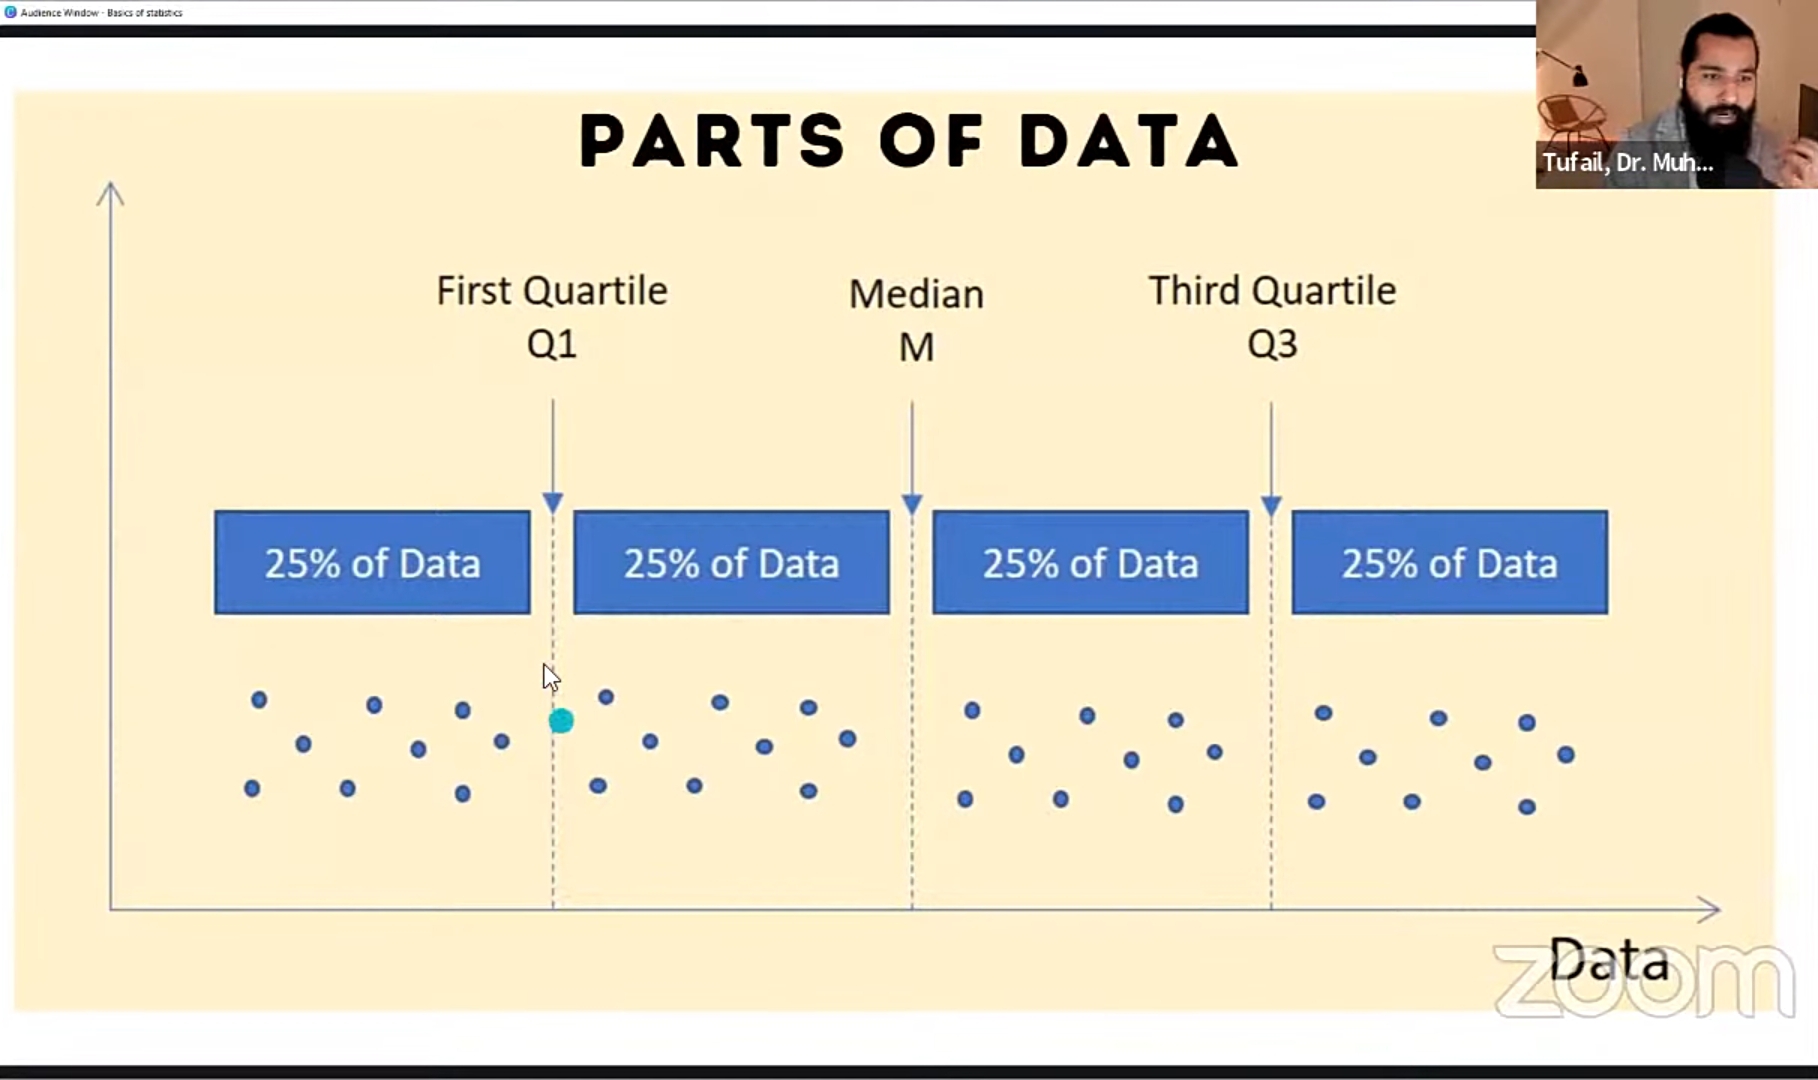 Audience Window - Basics of statistics
Tufail, Dr. Muh...
PARTS OF DATA
First Quartile
Q1
Median
M
Third Quartile
Q3
25% of Data
25% of Data
25% of Data
25% of Data
Data
zoom